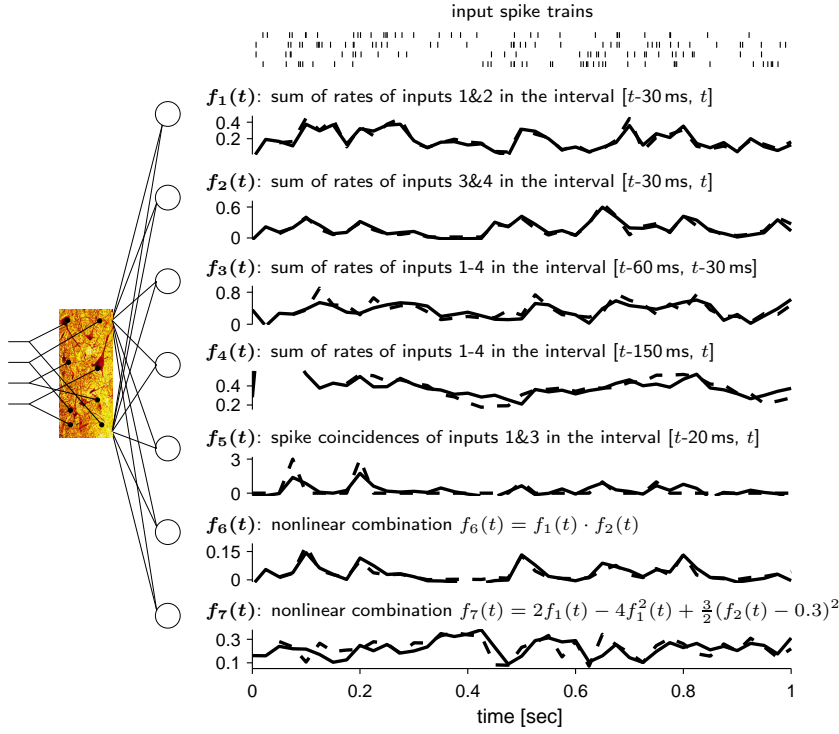 input spike trains
f₁(t): sum of rates of inputs 1&2 in the interval [t-30 ms, t]
0.4
0.2
f₂(t): sum of rates of inputs 3&4 in the interval [t-30 ms, t]
0.6
0
f₃(t): sum of rates of inputs 1-4 in the interval [t-60 ms, t-30 ms]
0.8
0
f₄(t): sum of rates of inputs 1-4 in the interval [t-150 ms, t]
0.4
0.2
f₅(t): spike coincidences of inputs 1&3 in the interval [t-20 ms, t]
3
0
f₆(t): nonlinear combination f₆(t) = f₁(t) · f₂(t)
0.15
0
f₇(t): nonlinear combination f₇(t) = 2f₁(t) − 4f₁²(t) + 3/2(f₂(t) − 0.3)²
0.3
0.1
0 0.2 0.4 0.6 0.8 1
time [sec]